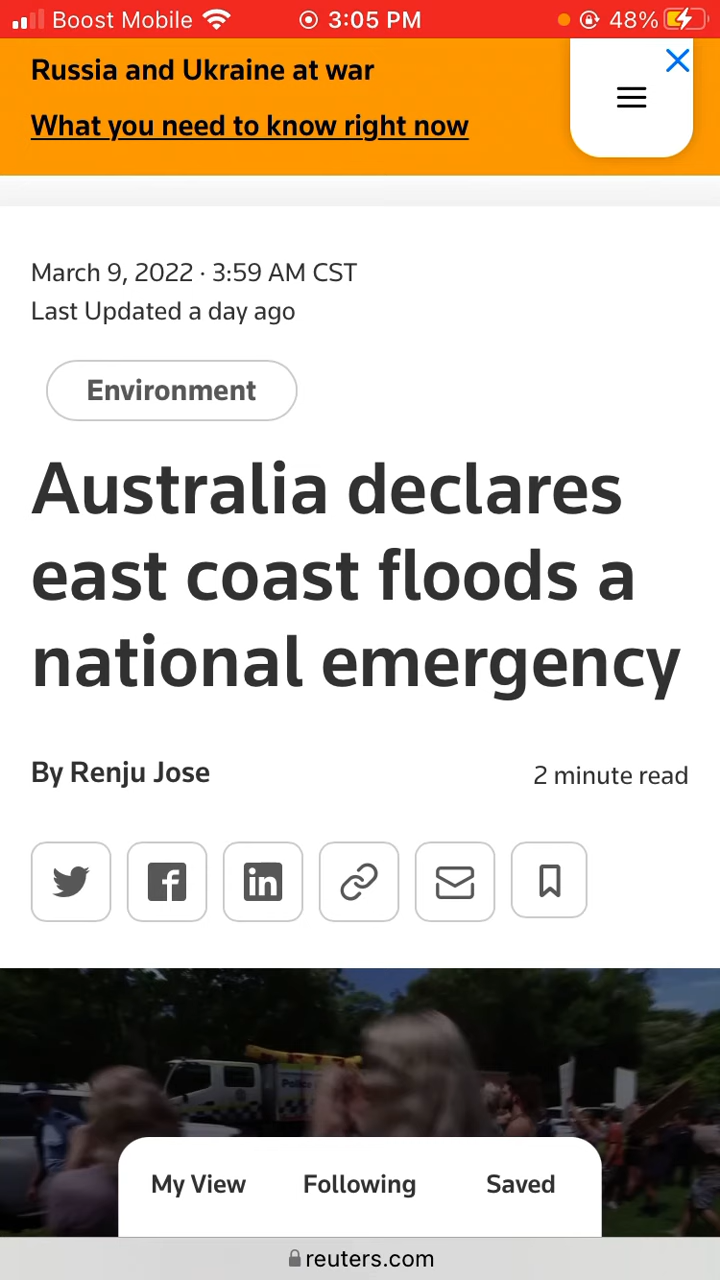 Boost Mobile 3:05 PM 48%
Russia and Ukraine at war
What you need to know right now
March 9, 2022 · 3:59 AM CST
Last Updated a day ago
Environment
Australia declares
east coast floods a
national emergency
By Renju Jose 2 minute read
Police
My View Following Saved
reuters.com